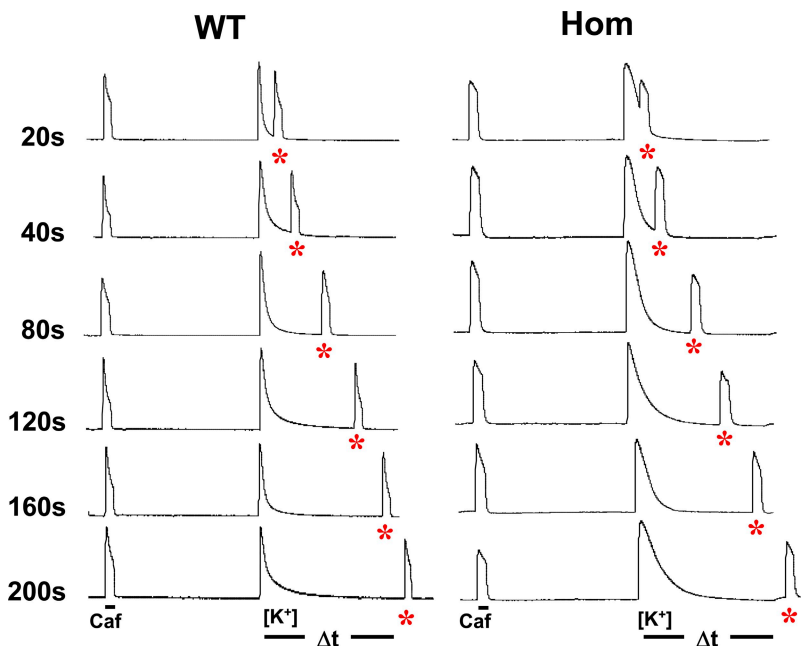 WT Hom
20s
*
*
40s
*
*
80s
*
*
120s
*
*
160s
*
*
200s
Caf [K⁺] * Caf [K⁺] *
Δt Δt